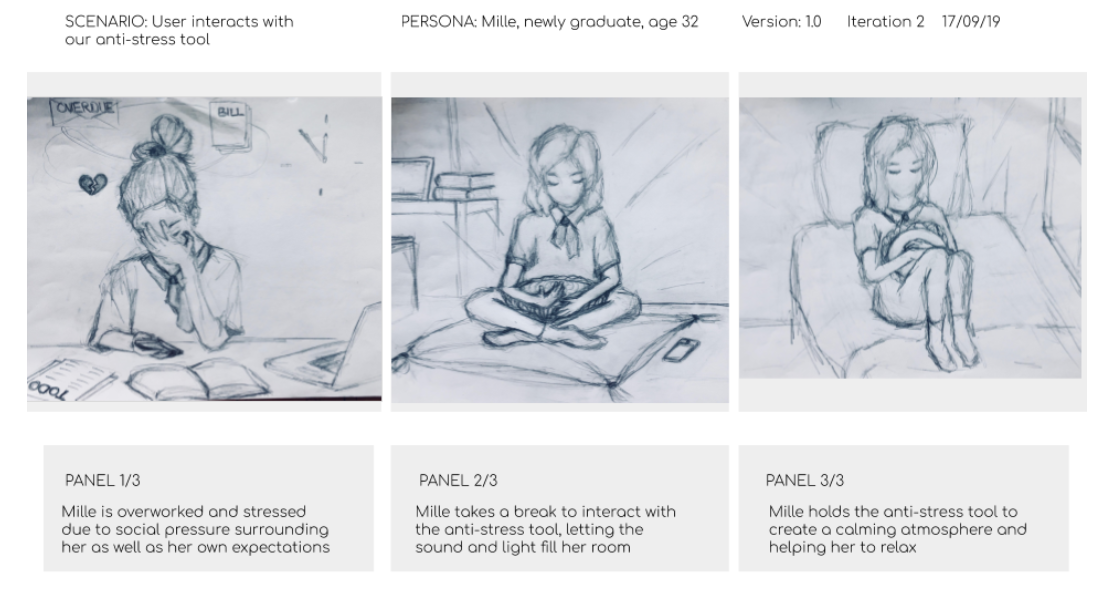 SCENARIO: User interacts with
our anti-stress tool
PERSONA: Mille, newly graduate, age 32
Version: 1.0
Iteration 2
17/09/19
OVERDUE
BILL
TODO
PANEL 1/3
Mille is overworked and stressed
due to social pressure surrounding
her as well as her own expectations
PANEL 2/3
Mille takes a break to interact with
the anti-stress tool, letting the
sound and light fill her room
PANEL 3/3
Mille holds the anti-stress tool to
create a calming atmosphere and
helping her to relax